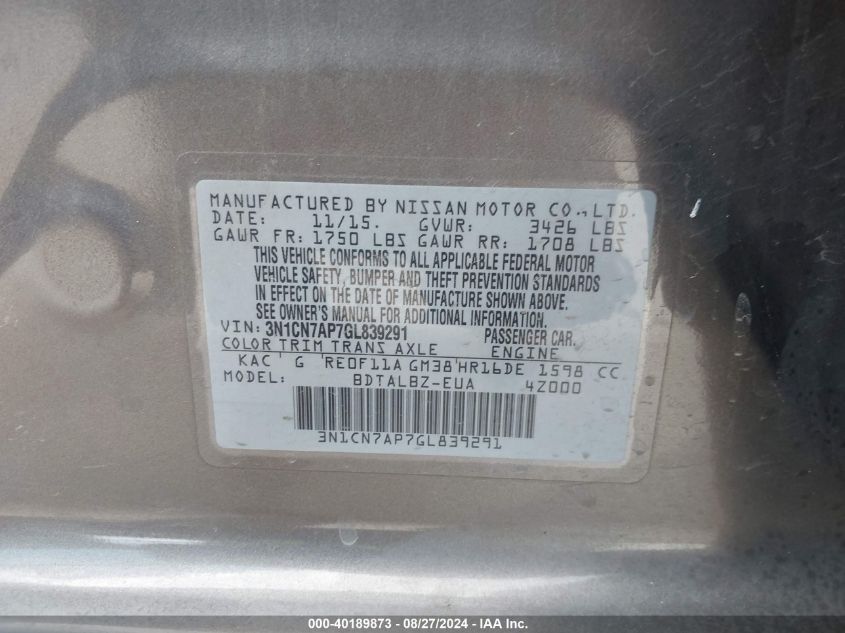 MANUFACTURED BY NISSAN MOTOR CO., LTD.
DATE: 11/15. GVWR: 3426 LBS
GAWR FR: 1750 LBS GAWR RR: 1708 LBS
THIS VEHICLE CONFORMS TO ALL APPLICABLE FEDERAL MOTOR
VEHICLE SAFETY, BUMPER AND THEFT PREVENTION STANDARDS
IN EFFECT ON THE DATE OF MANUFACTURE SHOWN ABOVE.
SEE OWNER'S MANUAL FOR ADDITIONAL INFORMATION.
VIN: 3N1CN7AP7GL839291 PASSENGER CAR.
COLOR TRIM TRANS AXLE ENGINE
KAC G RE0F11A GM38 HR16DE 1598 CC
MODEL: BDTALBZ-EUA 4Z000
3N1CN7AP7GL839291
000-40189873 - 08/27/2024 - IAAI.com